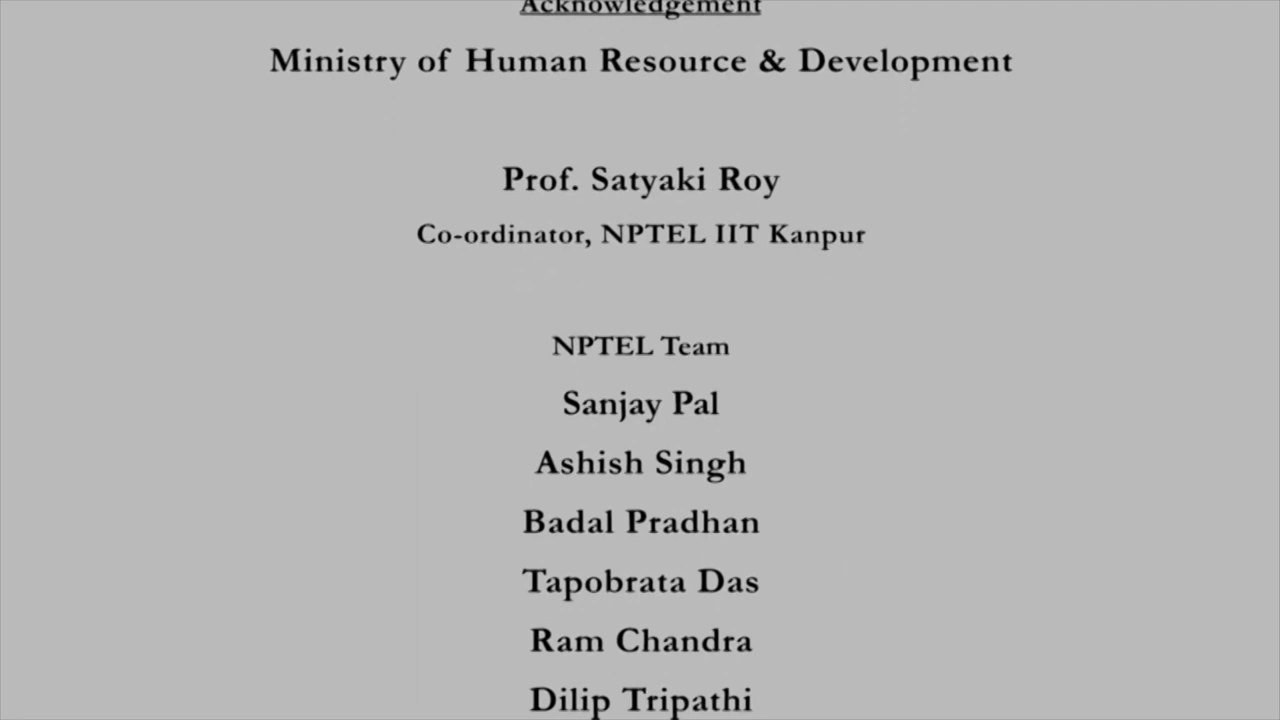 Acknowledgement
Ministry of Human Resource & Development
Prof. Satyaki Roy
Co-ordinator, NPTEL IIT Kanpur
NPTEL Team
Sanjay Pal
Ashish Singh
Badal Pradhan
Tapobrata Das
Ram Chandra
Dilip Tripathi